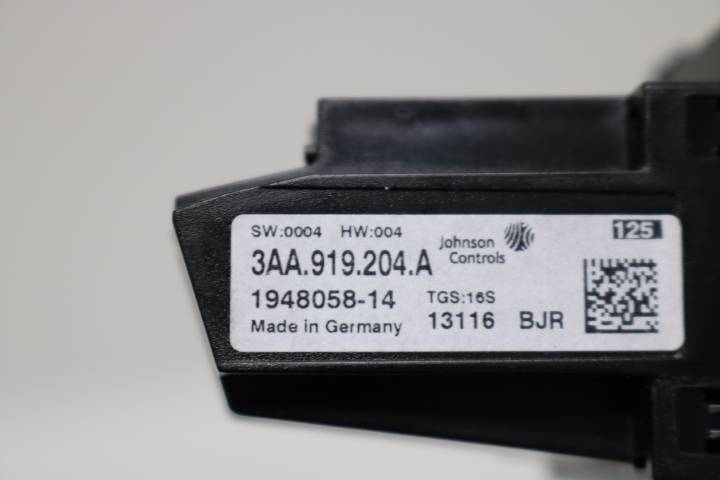 SW:0004 HW:004
Johnson
Controls
125
3AA.919.204.A
1948058-14
TGS:16S
Made in Germany
13116 BJR